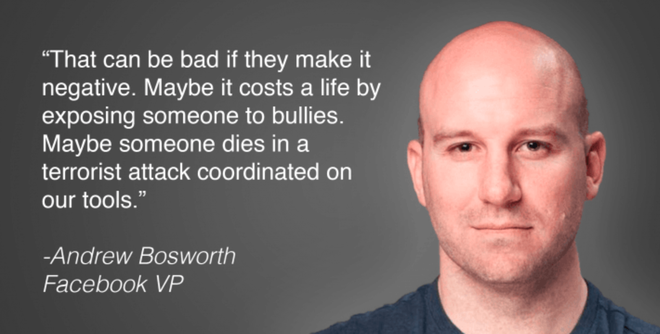 “That can be bad if they make it
negative. Maybe it costs a life by
exposing someone to bullies.
Maybe someone dies in a
terrorist attack coordinated on
our tools.”
-Andrew Bosworth
Facebook VP